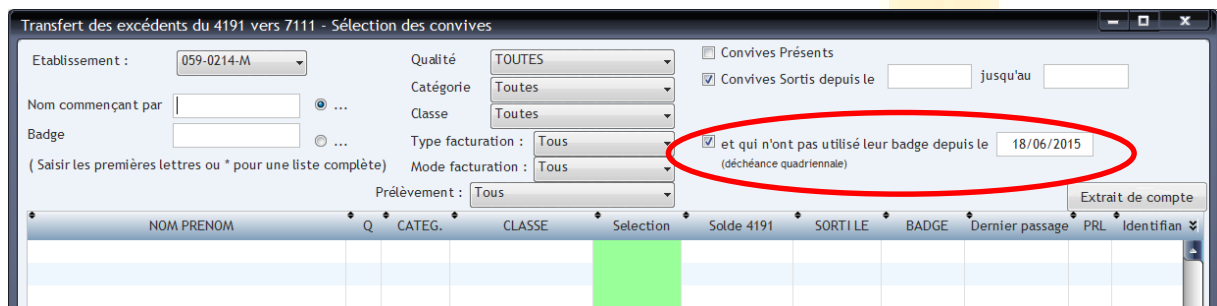 Transfert des excédents du 4191 vers 7111 - Sélection des convives
Etablissement : 059-0214-M
Qualité TOUTES
Convives Présents
Catégorie Toutes
Convives Sortis depuis le jusqu'au
Nom commençant par ...
Classe Toutes
Badge ...
Type facturation : Tous
et qui n'ont pas utilisé leur badge depuis le 18/06/2015
(déchéance quadriennale)
( Saisir les premières lettres ou * pour une liste complète)
Mode facturation : Tous
Prélèvement : Tous
Extrait de compte
NOM PRENOM Q CATEG. CLASSE Selection Solde 4191 SORTI LE BADGE Dernier passage PRL Identifian